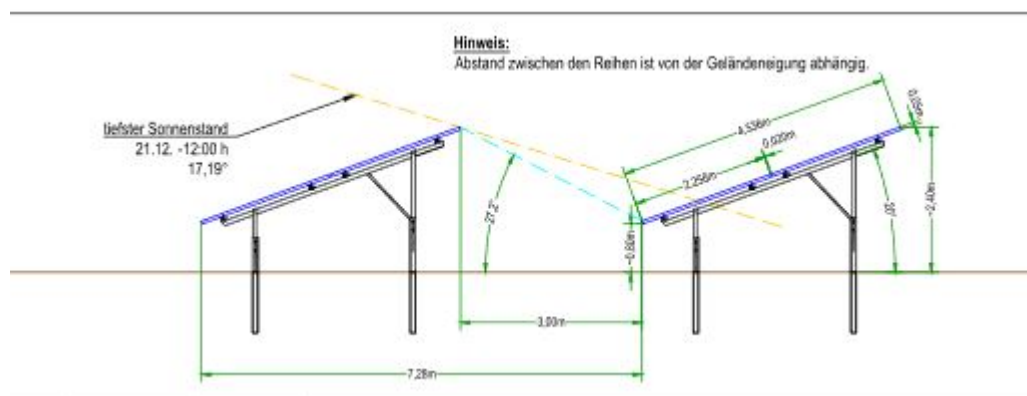 Hinweis:
Abstand zwischen den Reihen ist von der Geländeneigung abhängig.
tiefster Sonnenstand
21.12. -12:00 h
17,19°
4,536m
0,020m
2,256m
~2,40m
20°
27,2°
~0,80m
3,00m
7,28m